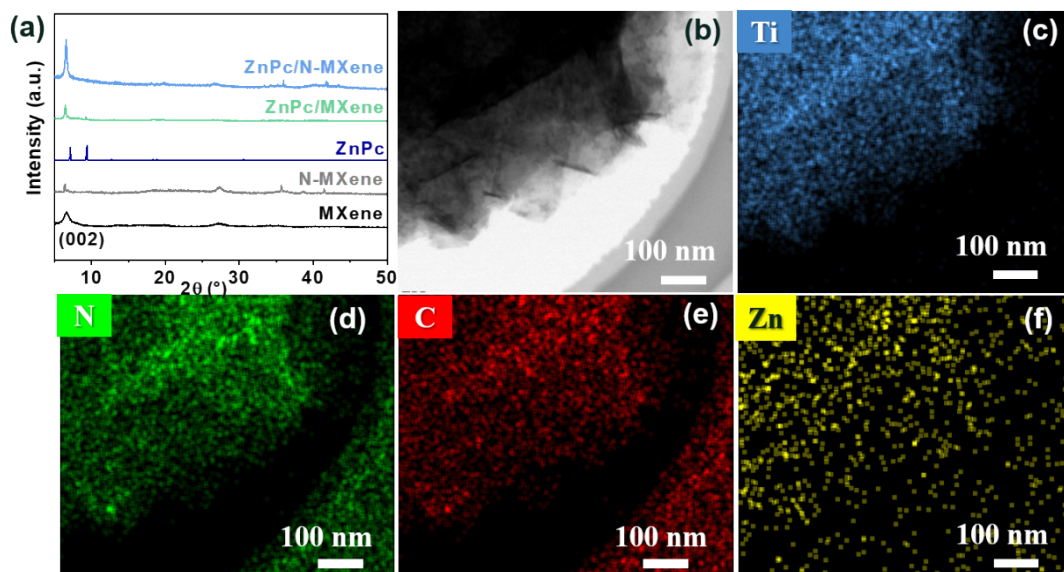 (a)
Intensity (a.u.)
ZnPc/N-MXene
ZnPc/MXene
ZnPc
N-MXene
MXene
(002)
10 20 30 40 50
2θ (°)
(b)
100 nm
Ti
(c)
100 nm
N
(d)
100 nm
C
(e)
100 nm
Zn
(f)
100 nm